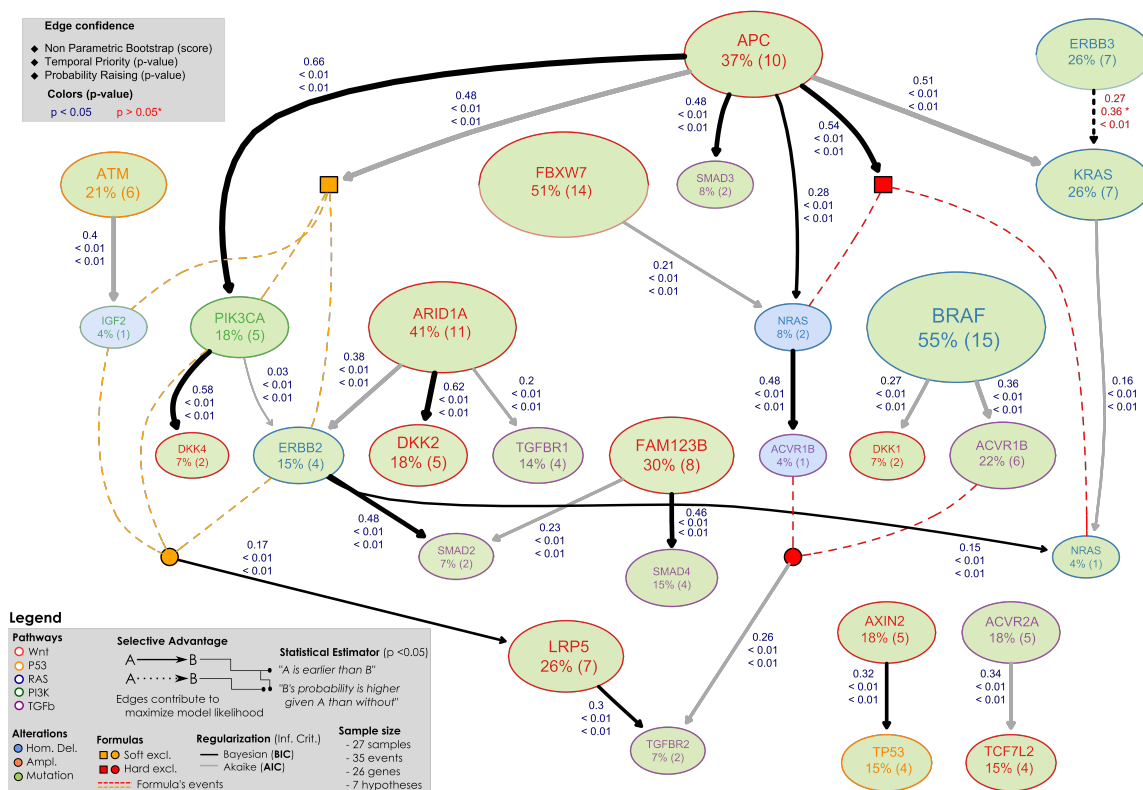 Edge confidence
◆ Non Parametric Bootstrap (score)
◆ Temporal Priority (p-value)
◆ Probability Raising (p-value)
Colors (p-value)
p < 0.05 p > 0.05*
APC
37% (10)
ERBB3
26% (7)
0.66
< 0.01
< 0.01
0.48
< 0.01
< 0.01
0.48
< 0.01
< 0.01
0.54
< 0.01
< 0.01
0.51
< 0.01
< 0.01
0.27
0.36 *
< 0.01
ATM
21% (6)
FBXW7
51% (14)
SMAD3
8% (2)
KRAS
26% (7)
0.28
< 0.01
< 0.01
0.4
< 0.01
< 0.01
0.21
< 0.01
< 0.01
IGF2
4% (1)
PIK3CA
18% (5)
ARID1A
41% (11)
NRAS
8% (2)
BRAF
55% (15)
0.58
< 0.01
< 0.01
0.03
< 0.01
< 0.01
0.38
< 0.01
< 0.01
0.62
< 0.01
< 0.01
0.2
< 0.01
< 0.01
0.48
< 0.01
< 0.01
0.27
< 0.01
< 0.01
0.36
< 0.01
< 0.01
0.16
< 0.01
< 0.01
DKK4
7% (2)
ERBB2
15% (4)
DKK2
18% (5)
TGFBR1
14% (4)
FAM123B
30% (8)
ACVR1B
4% (1)
DKK1
7% (2)
ACVR1B
22% (6)
0.48
< 0.01
< 0.01
0.23
< 0.01
< 0.01
0.46
< 0.01
< 0.01
0.17
< 0.01
< 0.01
0.15
< 0.01
< 0.01
SMAD2
7% (2)
SMAD4
15% (4)
NRAS
4% (1)
0.26
< 0.01
< 0.01
LRP5
26% (7)
AXIN2
18% (5)
ACVR2A
18% (5)
0.3
< 0.01
< 0.01
0.32
< 0.01
< 0.01
0.34
< 0.01
< 0.01
TGFBR2
7% (2)
TP53
15% (4)
TCF7L2
15% (4)
Legend
Pathways
Wnt
P53
RAS
PI3K
TGFb
Alterations
Hom. Del.
Ampl.
Mutation
Selective Advantage
A B
A B
Edges contribute to
maximize model likelihood
Statistical Estimator (p <0.05)
"A is earlier than B"
"B's probability is higher
given A than without"
Formulas
Soft excl.
Hard excl.
Formula's events
Regularization (Inf. Crit.)
Bayesian (BIC)
Akaike (AIC)
Sample size
- 27 samples
- 35 events
- 26 genes
- 7 hypotheses